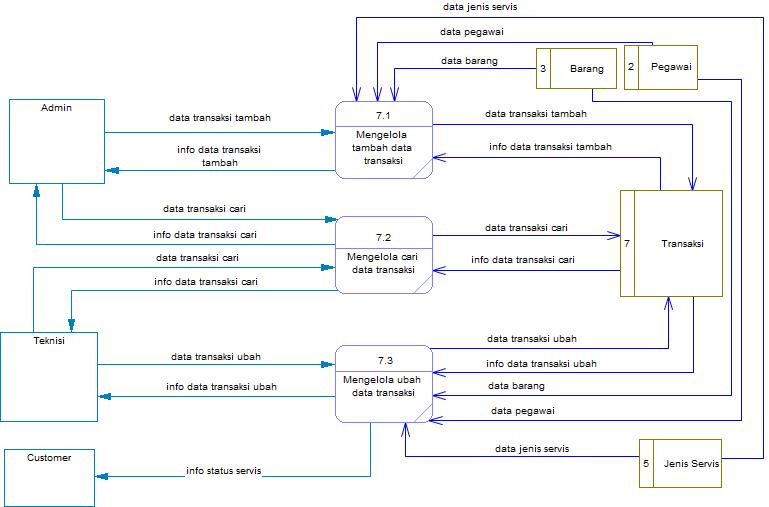 data jenis servis
data pegawai
data barang
3
Barang
2
Pegawai
Admin
data transaksi tambah
7.1
data transaksi tambah
Mengelola
tambah data
transaksi
info data transaksi
tambah
info data transaksi tambah
data transaksi cari
7.2
data transaksi cari
info data transaksi cari
7
Transaksi
Mengelola cari
data transaksi
data transaksi cari
info data transaksi cari
info data transaksi cari
Teknisi
data transaksi ubah
7.3
data transaksi ubah
info data transaksi ubah
Mengelola ubah
data transaksi
info data transaksi ubah
data barang
data pegawai
Customer
data jenis servis
info status servis
5
Jenis Servis